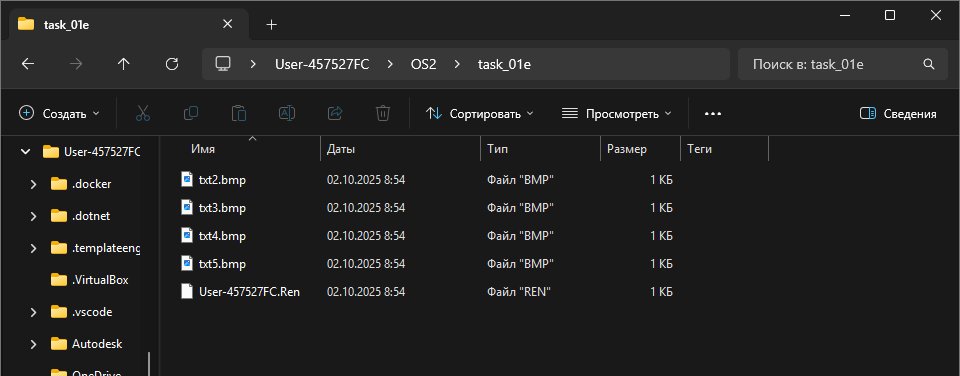 task_01e
User-457527FC > OS2 > task_01e
Поиск в: task_01e
Создать
Сортировать
Просмотреть
Сведения
User-457527FC
.docker
.dotnet
.templateeng
.VirtualBox
.vscode
Autodesk
OneDrive
Имя Даты Тип Размер Теги
txt2.bmp 02.10.2025 8:54 Файл "BMP" 1 КБ
txt3.bmp 02.10.2025 8:54 Файл "BMP" 1 КБ
txt4.bmp 02.10.2025 8:54 Файл "BMP" 1 КБ
txt5.bmp 02.10.2025 8:54 Файл "BMP" 1 КБ
User-457527FC.Ren 02.10.2025 8:54 Файл "REN" 1 КБ